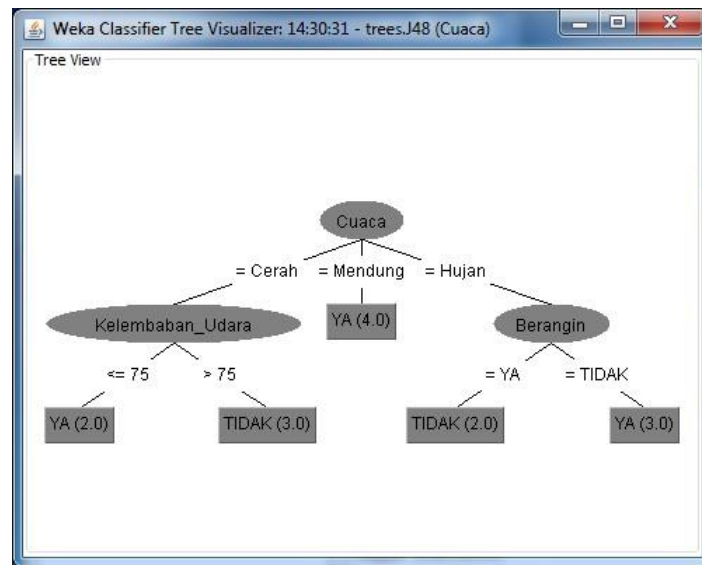 Weka Classifier Tree Visualizer: 14:30:31 - trees.J48 (Cuaca)
Tree View
Cuaca
= Cerah = Mendung = Hujan
Kelembaban_Udara YA (4.0) Berangin
<= 75 > 75 = YA = TIDAK
YA (2.0) TIDAK (3.0) TIDAK (2.0) YA (3.0)